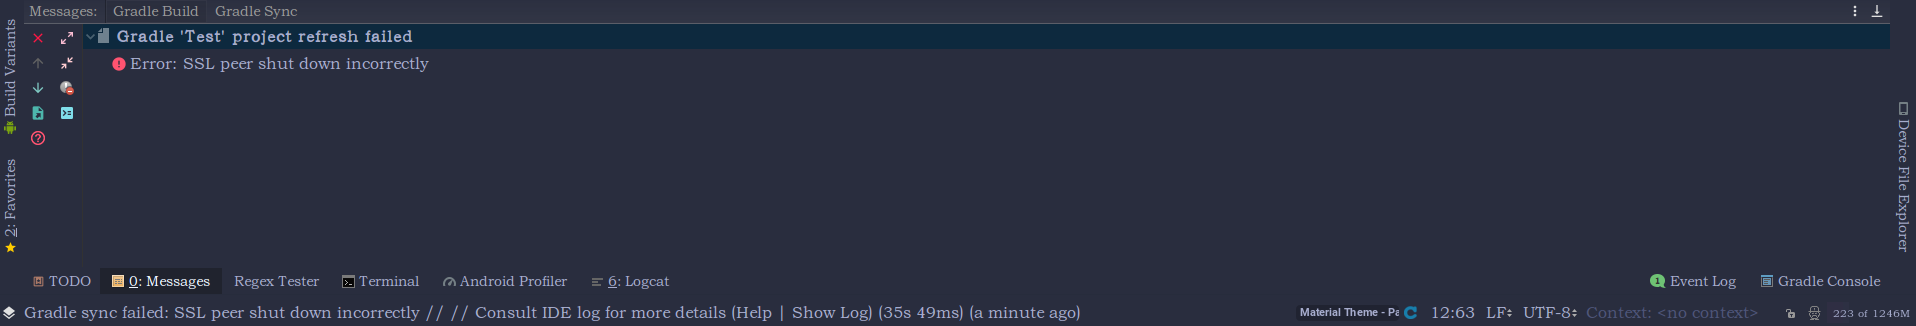 Messages: Gradle Build Gradle Sync
Gradle 'Test' project refresh failed
Error: SSL peer shut down incorrectly
Build Variants
2: Favorites
Device File Explorer
TODO 0: Messages Regex Tester Terminal Android Profiler 6: Logcat 1 Event Log Gradle Console
Gradle sync failed: SSL peer shut down incorrectly // // Consult IDE log for more details (Help | Show Log) (35s 49ms) (a minute ago) Material Theme - Pa 12:63 LF UTF-8 Context: <no context> 223 of 1246M